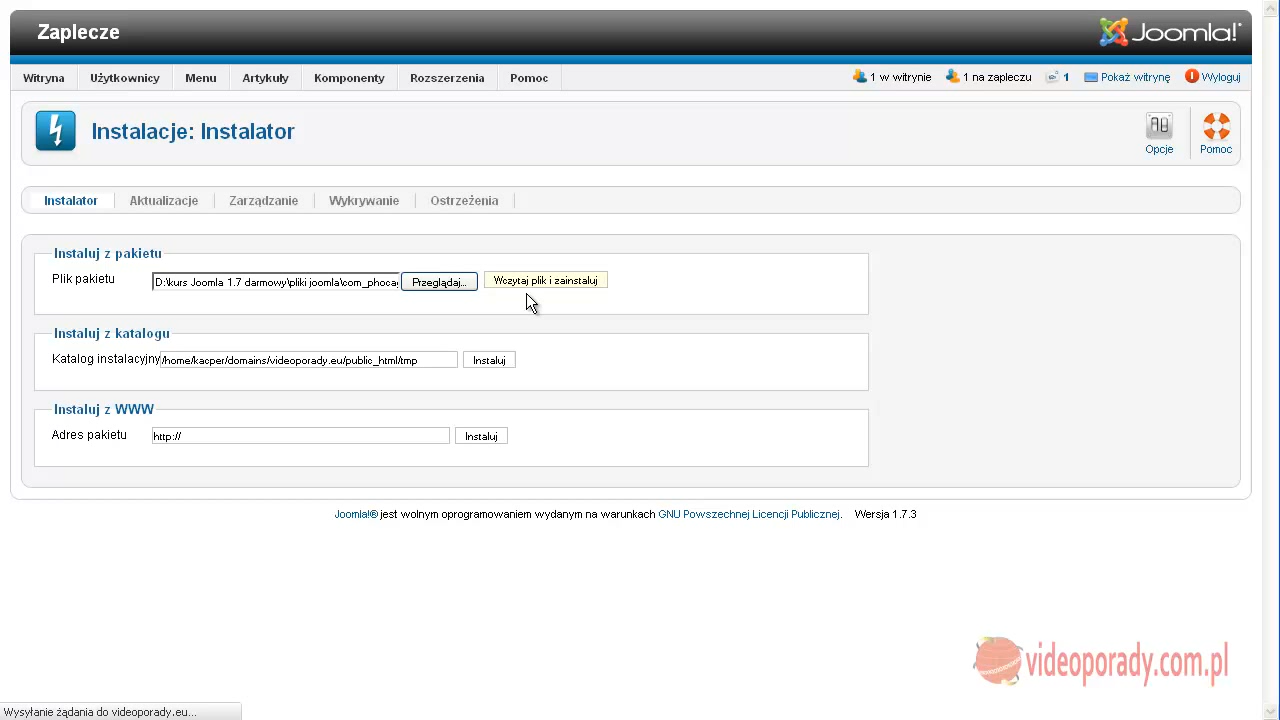 Zaplecze
Joomla!
Witryna Użytkownicy Menu Artykuły Komponenty Rozszerzenia Pomoc 1 w witrynie 1 na zapleczu 1 Pokaż witrynę Wyloguj
Instalacje: Instalator
Opcje Pomoc
Instalator Aktualizacje Zarządzanie Wykrywanie Ostrzeżenia
Instaluj z pakietu
Plik pakietu D:\kurs Joomla 1.7 darmowy\pliki joomla\com_phoca Przeglądaj... Wczytaj plik i zainstaluj
Instaluj z katalogu
Katalog instalacyjny /home/kacper/domains/videoporady.eu/public_html/tmp Instaluj
Instaluj z WWW
Adres pakietu http:// Instaluj
Joomla!® jest wolnym oprogramowaniem wydanym na warunkach GNU Powszechnej Licencji Publicznej. Wersja 1.7.3
videoporady.com.pl
Wysyłanie żądania do videoporady.eu...